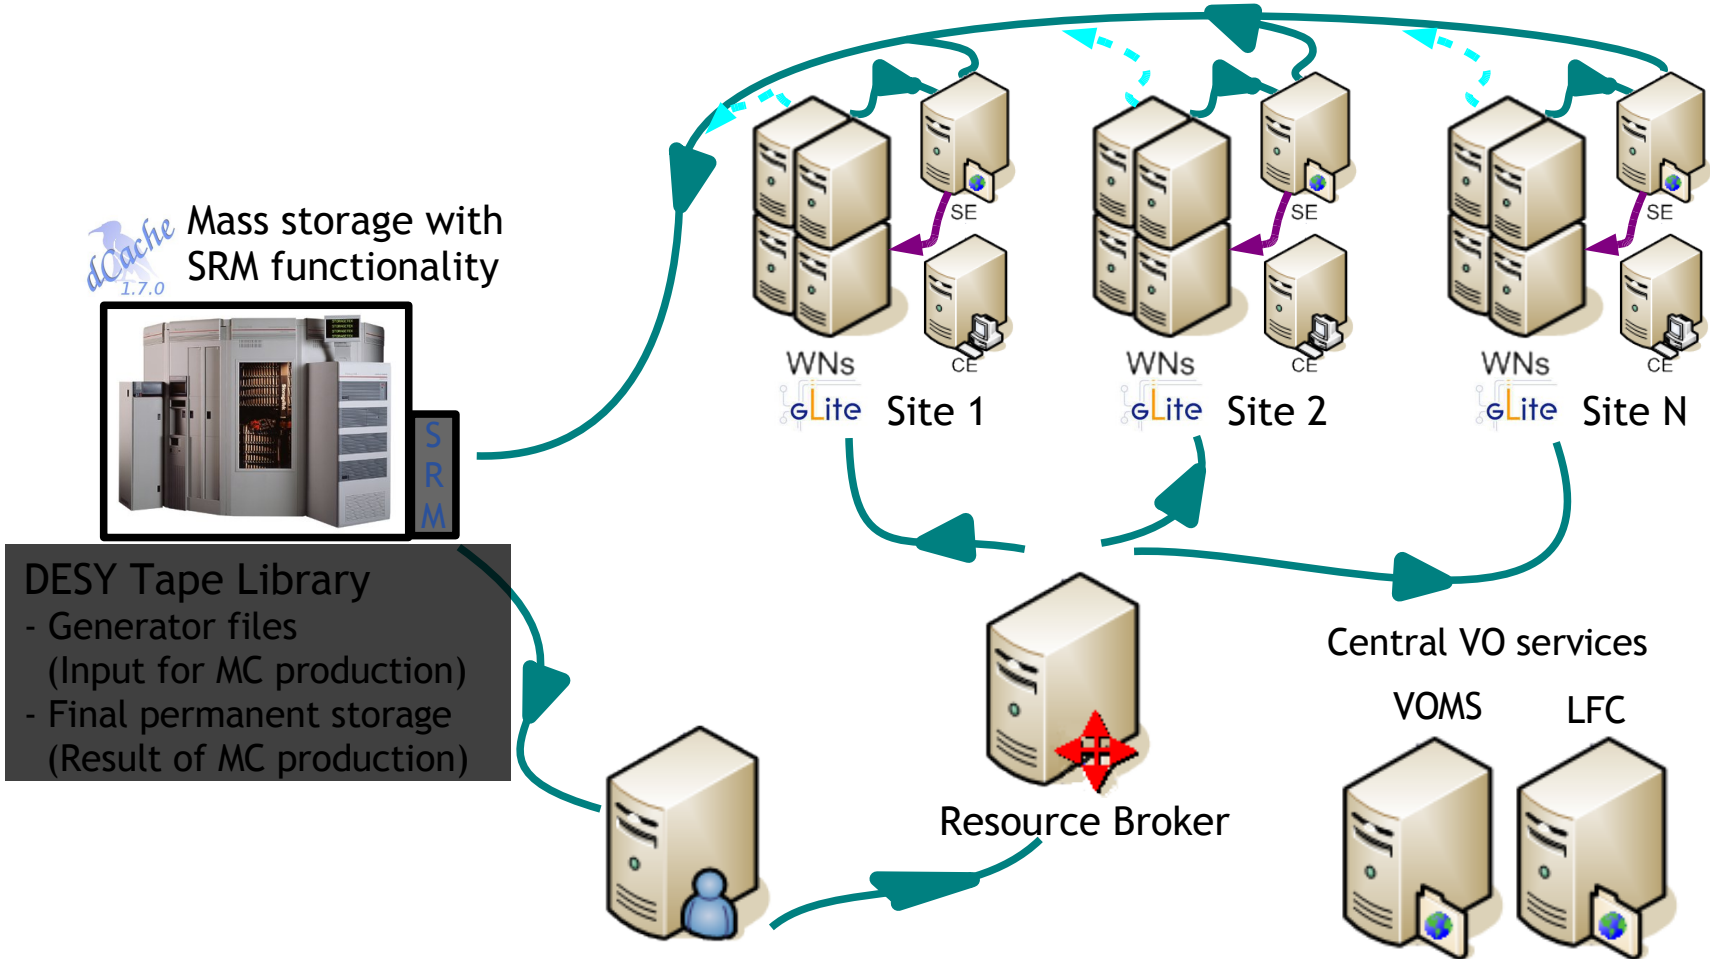 dCache
1.7.0
Mass storage with
SRM functionality
S
R
M
DESY Tape Library
- Generator files
(Input for MC production)
- Final permanent storage
(Result of MC production)
SE
CE
WNs
gLite
Site 1
SE
CE
WNs
gLite
Site 2
SE
CE
WNs
gLite
Site N
Resource Broker
Central VO services
VOMS
LFC